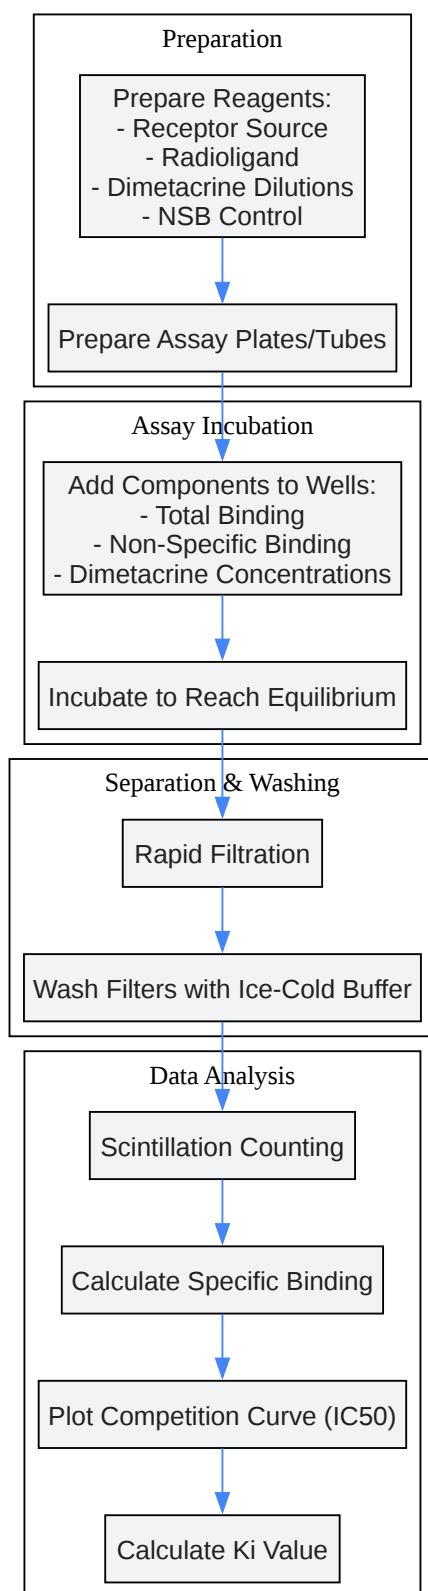 Preparation
Prepare Reagents:
- Receptor Source
- Radioligand
- Dimetacrine Dilutions
- NSB Control
Prepare Assay Plates/Tubes
Assay Incubation
Add Components to Wells:
- Total Binding
- Non-Specific Binding
- Dimetacrine Concentrations
Incubate to Reach Equilibrium
Separation & Washing
Rapid Filtration
Wash Filters with Ice-Cold Buffer
Data Analysis
Scintillation Counting
Calculate Specific Binding
Plot Competition Curve (IC50)
Calculate Ki Value